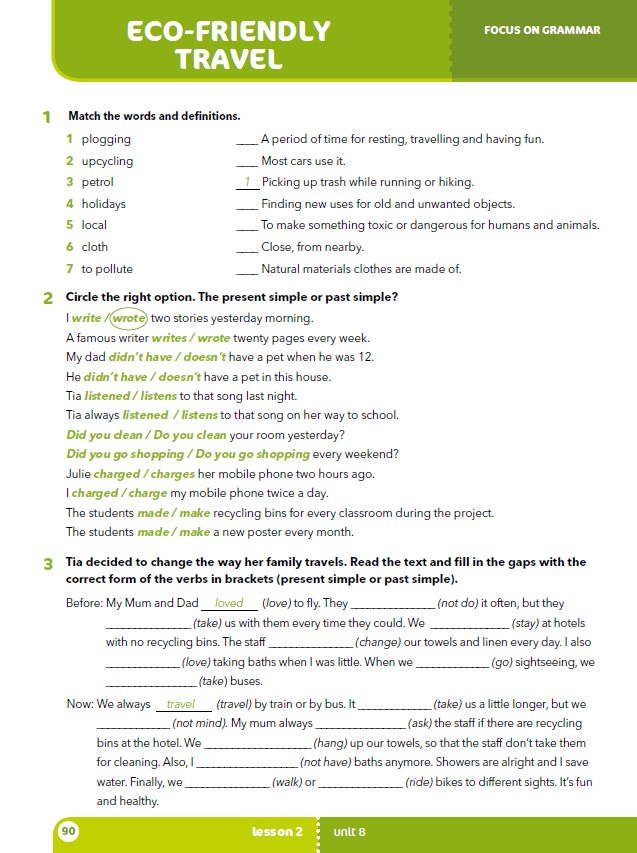 ECO-FRIENDLY
TRAVEL
FOCUS ON GRAMMAR
1 Match the words and definitions.
1 plogging ____ A period of time for resting, travelling and having fun.
2 upcycling ____ Most cars use it.
3 petrol 1 Picking up trash while running or hiking.
4 holidays ____ Finding new uses for old and unwanted objects.
5 local ____ To make something toxic or dangerous for humans and animals.
6 cloth ____ Close, from nearby.
7 to pollute ____ Natural materials clothes are made of.
2 Circle the right option. The present simple or past simple?
I write / wrote two stories yesterday morning.
A famous writer writes / wrote twenty pages every week.
My dad didn't have / doesn't have a pet when he was 12.
He didn't have / doesn't have a pet in this house.
Tia listened / listens to that song last night.
Tia always listened / listens to that song on her way to school.
Did you clean / Do you clean your room yesterday?
Did you go shopping / Do you go shopping every weekend?
Julie charged / charges her mobile phone two hours ago.
I charged / charge my mobile phone twice a day.
The students made / make recycling bins for every classroom during the project.
The students made / make a new poster every month.
3 Tia decided to change the way her family travels. Read the text and fill in the gaps with the
correct form of the verbs in brackets (present simple or past simple).
Before: My Mum and Dad loved (love) to fly. They ______________ (not do) it often, but they
______________ (take) us with them every time they could. We _____________ (stay) at hotels
with no recycling bins. The staff ______________ (change) our towels and linen every day. I also
____________ (love) taking baths when I was little. When we ____________ (go) sightseeing, we
_______________ (take) buses.
Now: We always travel (travel) by train or by bus. It ____________ (take) us a little longer, but we
____________ (not mind). My mum always _______________ (ask) the staff if there are recycling
bins at the hotel. We __________________ (hang) up our towels, so that the staff don't take them
for cleaning. Also, I _________________ (not have) baths anymore. Showers are alright and I save
water. Finally, we ______________ (walk) or ______________ (ride) bikes to different sights. It's fun
and healthy.
90 lesson 2 unit 8